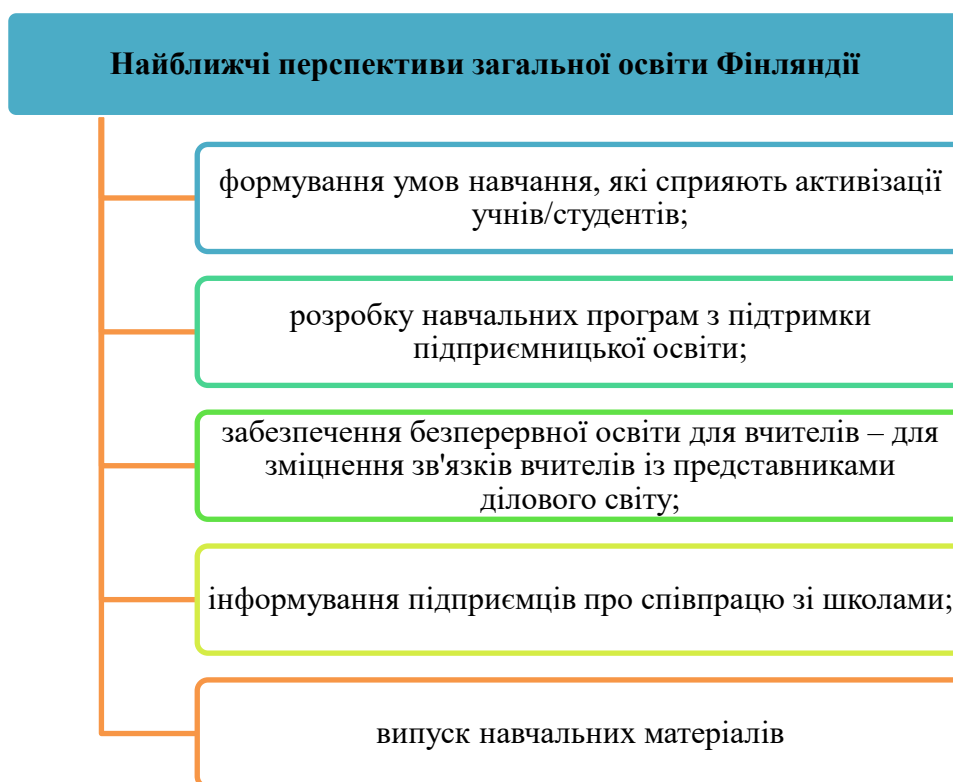 Найближчі перспективи загальної освіти Фінляндії
формування умов навчання, які сприяють активізації
учнів/студентів;
розробку навчальних програм з підтримки
підприємницької освіти;
забезпечення безперервної освіти для вчителів – для
зміцнення зв'язків вчителів із представниками
ділового світу;
інформування підприємців про співпрацю зі школами;
випуск навчальних матеріалів